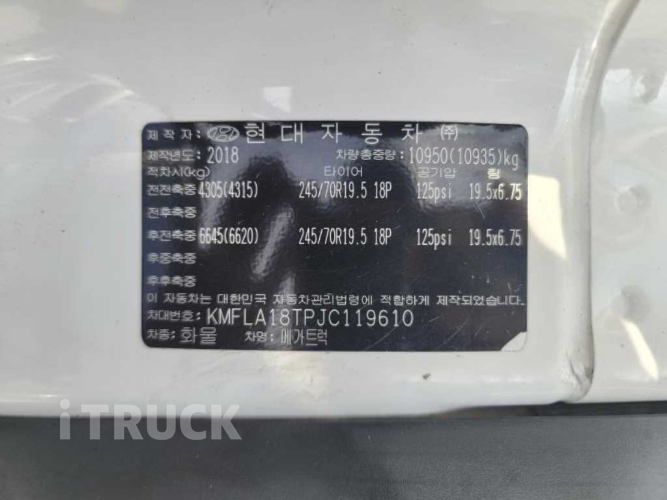 제 작 자: 현 대 자 동 차 ㈜
제작년도: 2018 차량총중량: 10950(10935)kg
적차시(kg) 타이어 공기압 림
전전축중 4305(4315) 245/70R19.5 18P 125psi 19.5x6.75
전후축중
후전축중 6645(6620) 245/70R19.5 18P 125psi 19.5x6.75
후중축중
후후축중
이 자동차는 대한민국 자동차관리법령에 적합하게 제작되었습니다.
차대번호: KMFLA18TPJC119610
차종: 화물 차명: 메가트럭
iTRUCK